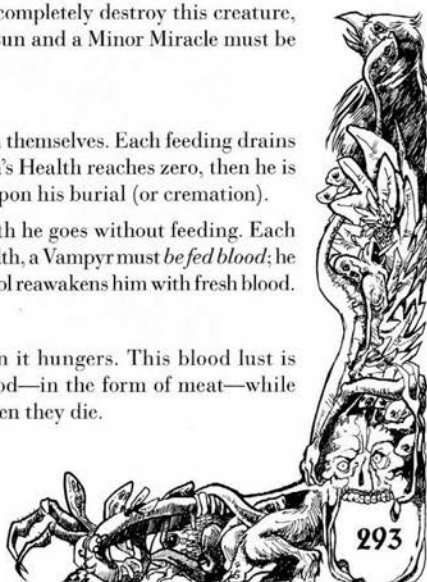 completely destroy this creature,
un and a Minor Miracle must be
themselves. Each feeding drains
's Health reaches zero, then he is
pon his burial (or cremation).
th he goes without feeding. Each
lth, a Vampyr must be fed blood; he
ol reawakens him with fresh blood.
n it hungers. This blood lust is
od—in the form of meat—while
en they die.
293